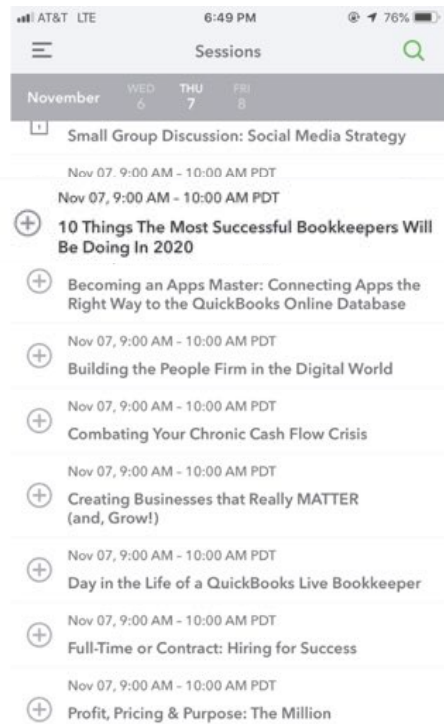 AT&T LTE 6:49 PM 76%
Sessions
November WED 6 THU 7 FRI 8
Small Group Discussion: Social Media Strategy
Nov 07, 9:00 AM – 10:00 AM PDT
Nov 07, 9:00 AM – 10:00 AM PDT
10 Things The Most Successful Bookkeepers Will
Be Doing In 2020
Becoming an Apps Master: Connecting Apps the
Right Way to the QuickBooks Online Database
Nov 07, 9:00 AM – 10:00 AM PDT
Building the People Firm in the Digital World
Nov 07, 9:00 AM – 10:00 AM PDT
Combating Your Chronic Cash Flow Crisis
Nov 07, 9:00 AM – 10:00 AM PDT
Creating Businesses that Really MATTER
(and, Grow!)
Nov 07, 9:00 AM – 10:00 AM PDT
Day in the Life of a QuickBooks Live Bookkeeper
Nov 07, 9:00 AM – 10:00 AM PDT
Full-Time or Contract: Hiring for Success
Nov 07, 9:00 AM – 10:00 AM PDT
Profit, Pricing & Purpose: The Million